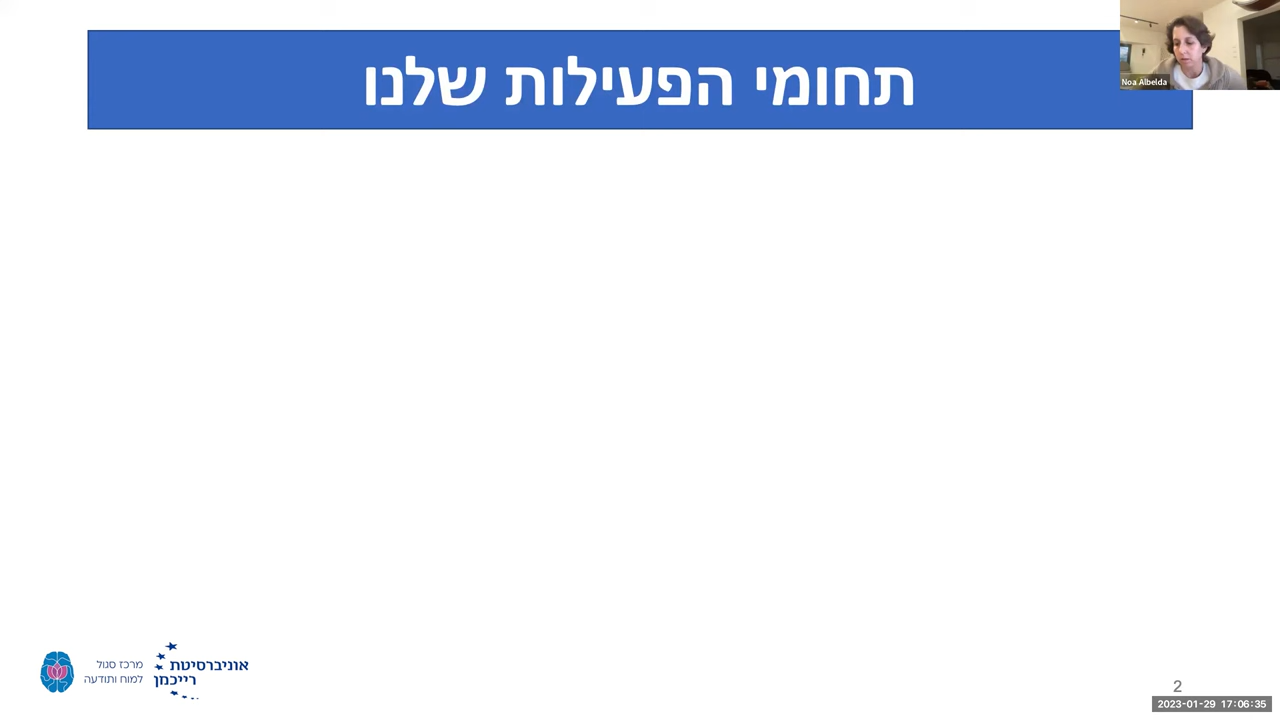 תחומי הפעילות שלנו
Noa Albelda
מרכז סגול
למוח ותודעה
אוניברסיטת
רייכמן
2
2023-01-29 17:06:35